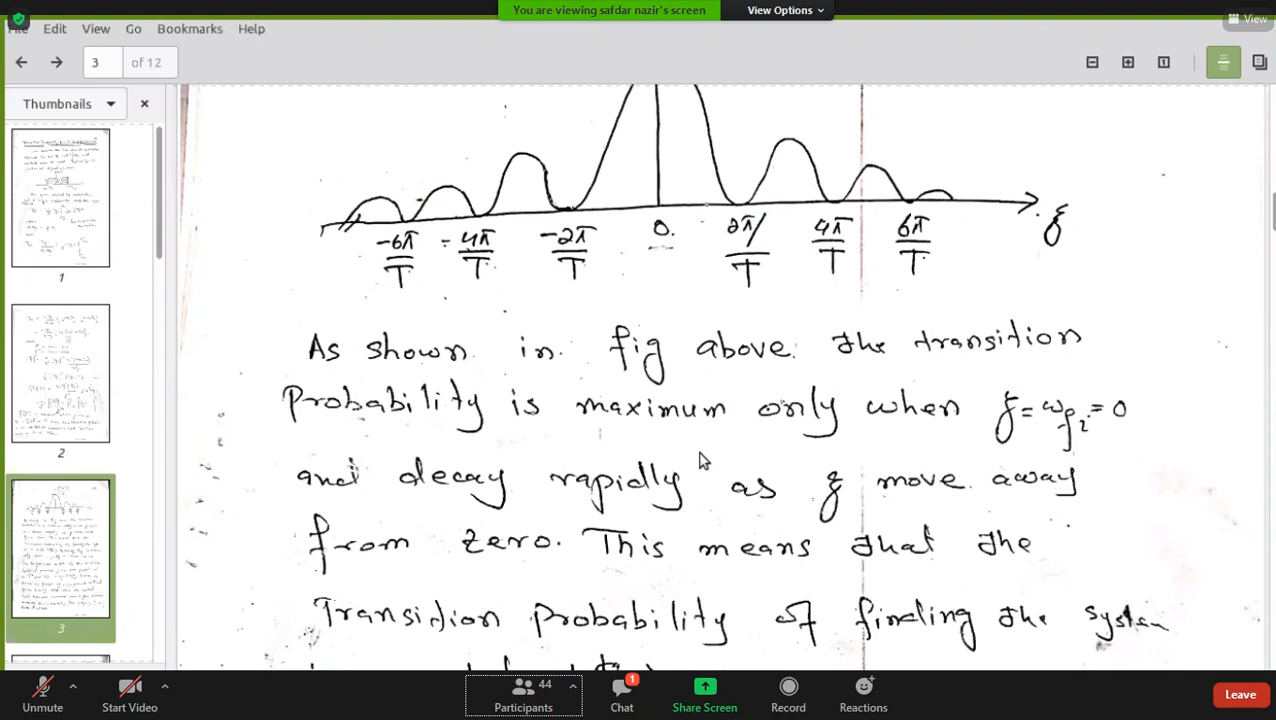 You are viewing safdar nazir's screen
View Options
View
File Edit View Go Bookmarks Help
3 of 12
Thumbnails
1
2
3
-6π/T -4π/T -2π/T 0. 2π/T 4π/T 6π/T ξ
As shown in. fig above. the transition
Probability is maximum only when ξ = ωfi = 0
and decay rapidly as ξ move away
from zero. This means that the
Transition probability of finding the system
Unmute
Start Video
44
Participants
1
Chat
Share Screen
Record
Reactions
Leave